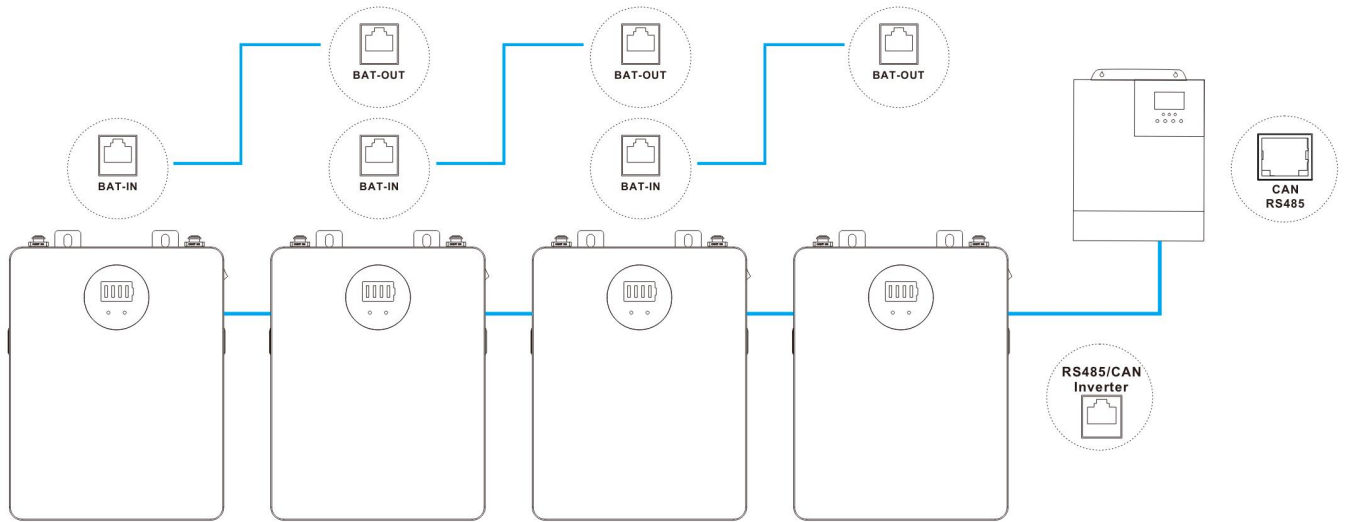 BAT-OUT
BAT-OUT
BAT-OUT
BAT-IN
BAT-IN
BAT-IN
CAN
RS485
RS485/CAN
Inverter